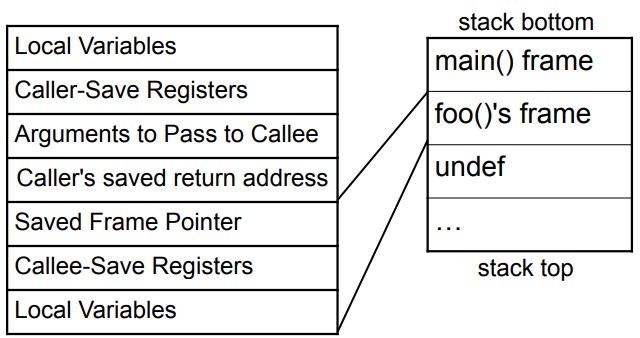 Local Variables
Caller-Save Registers
Arguments to Pass to Callee
Caller's saved return address
Saved Frame Pointer
Callee-Save Registers
Local Variables
stack bottom
main() frame
foo()'s frame
undef
…
stack top